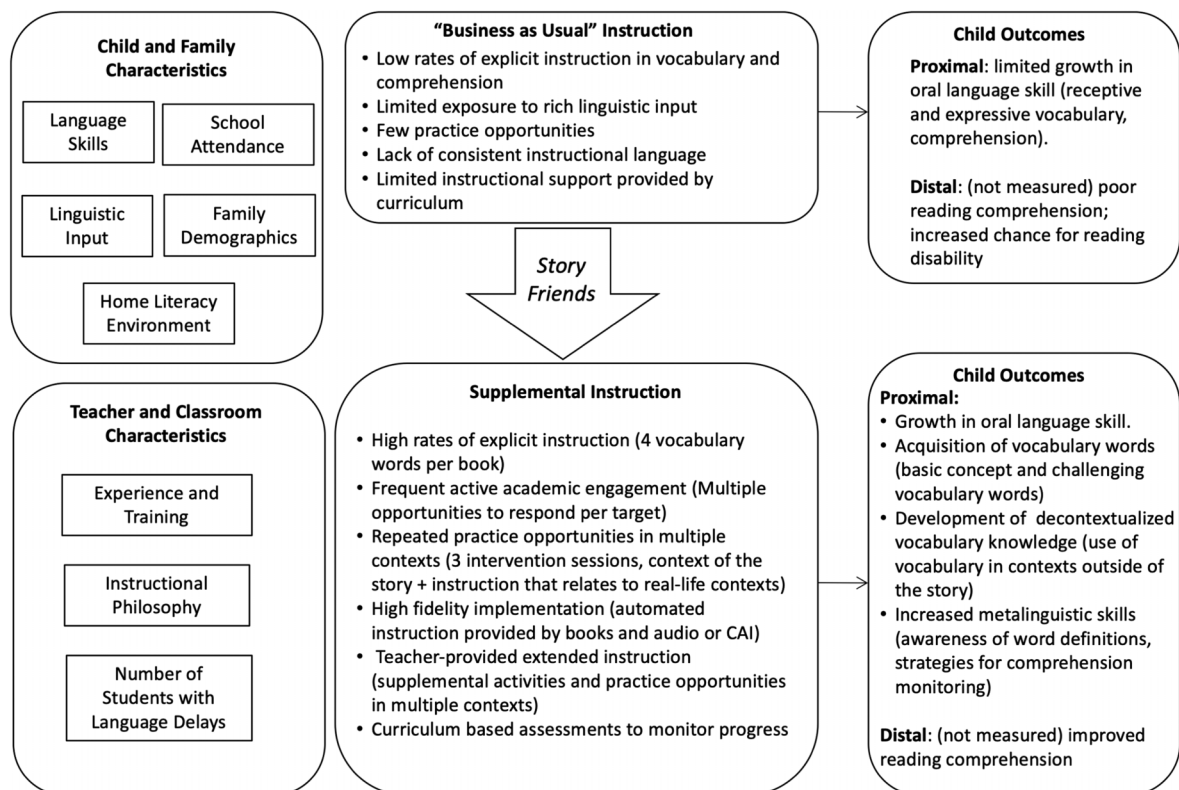 Child and Family
Characteristics
Language
Skills
School
Attendance
Linguistic
Input
Family
Demographics
Home Literacy
Environment
Teacher and Classroom
Characteristics
Experience and
Training
Instructional
Philosophy
Number of
Students with
Language Delays
“Business as Usual” Instruction
• Low rates of explicit instruction in vocabulary and
comprehension
• Limited exposure to rich linguistic input
• Few practice opportunities
• Lack of consistent instructional language
• Limited instructional support provided by
curriculum
Story
Friends
Supplemental Instruction
• High rates of explicit instruction (4 vocabulary
words per book)
• Frequent active academic engagement (Multiple
opportunities to respond per target)
• Repeated practice opportunities in multiple
contexts (3 intervention sessions, context of the
story + instruction that relates to real-life contexts)
• High fidelity implementation (automated
instruction provided by books and audio or CAI)
• Teacher-provided extended instruction
(supplemental activities and practice opportunities
in multiple contexts)
• Curriculum based assessments to monitor progress
Child Outcomes
Proximal: limited growth in
oral language skill (receptive
and expressive vocabulary,
comprehension).
Distal: (not measured) poor
reading comprehension;
increased chance for reading
disability
Child Outcomes
Proximal:
• Growth in oral language skill.
• Acquisition of vocabulary words
(basic concept and challenging
vocabulary words)
• Development of decontextualized
vocabulary knowledge (use of
vocabulary in contexts outside of
the story)
• Increased metalinguistic skills
(awareness of word definitions,
strategies for comprehension
monitoring)
Distal: (not measured) improved
reading comprehension